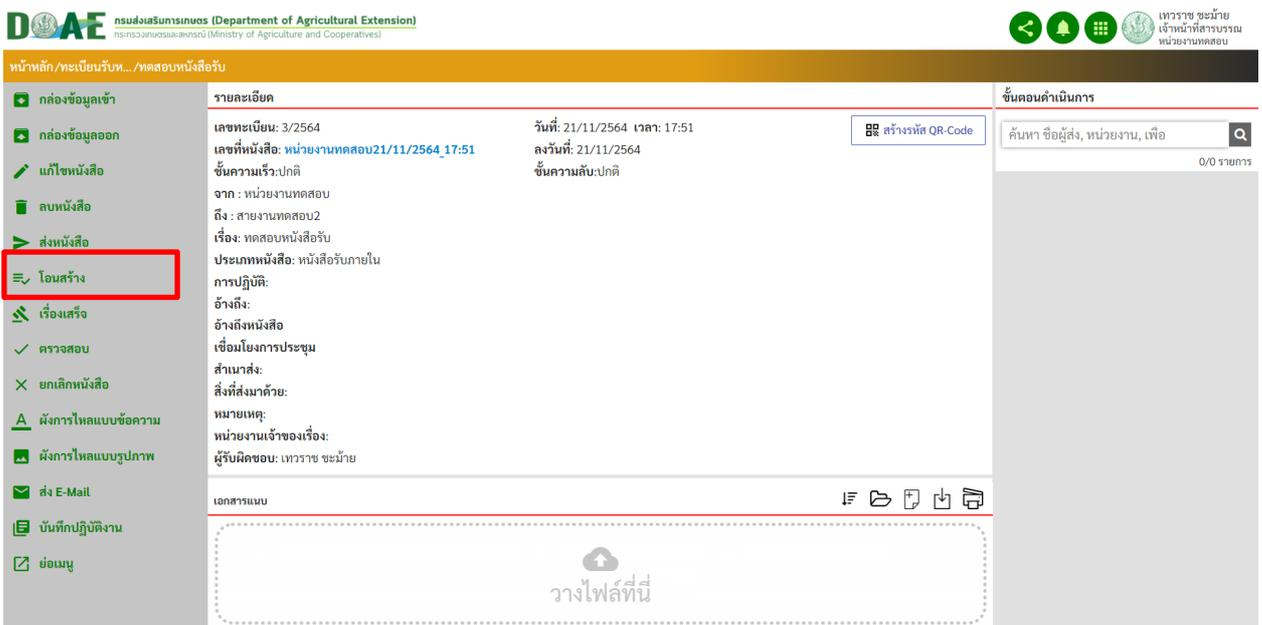 DOAE กรมส่งเสริมการเกษตร (Department of Agricultural Extension)
กระทรวงเกษตรและสหกรณ์ (Ministry of Agriculture and Cooperatives)
เทวราช ชะม้าย
เจ้าหน้าที่สารบรรณ
หน่วยงานทดสอบ
หน้าหลัก/ทะเบียนรับห.../ทดสอบหนังสือรับ
กล่องข้อมูลเข้า
กล่องข้อมูลออก
แก้ไขหนังสือ
ลบหนังสือ
ส่งหนังสือ
โอนสร้าง
เรื่องเสร็จ
ตรวจสอบ
ยกเลิกหนังสือ
A ผังการไหลแบบข้อความ
ผังการไหลแบบรูปภาพ
ส่ง E-Mail
บันทึกปฏิบัติงาน
ย่อเมนู
รายละเอียด
เลขทะเบียน: 3/2564 วันที่: 21/11/2564 เวลา: 17:51
สร้างรหัส QR-Code
เลขที่หนังสือ: หน่วยงานทดสอบ21/11/2564_17:51 ลงวันที่: 21/11/2564
ชั้นความเร็ว:ปกติ ชั้นความลับ:ปกติ
จาก : หน่วยงานทดสอบ
ถึง : สายงานทดสอบ2
เรื่อง: ทดสอบหนังสือรับ
ประเภทหนังสือ: หนังสือรับภายใน
การปฏิบัติ:
อ้างถึง:
อ้างถึงหนังสือ
เชื่อมโยงการประชุม
สำเนาส่ง:
สิ่งที่ส่งมาด้วย:
หมายเหตุ:
หน่วยงานเจ้าของเรื่อง:
ผู้รับผิดชอบ: เทวราช ชะม้าย
เอกสารแนบ
วางไฟล์ที่นี่
ขั้นตอนดำเนินการ
ค้นหา ชื่อผู้ส่ง, หน่วยงาน, เพื่อ
0/0 รายการ